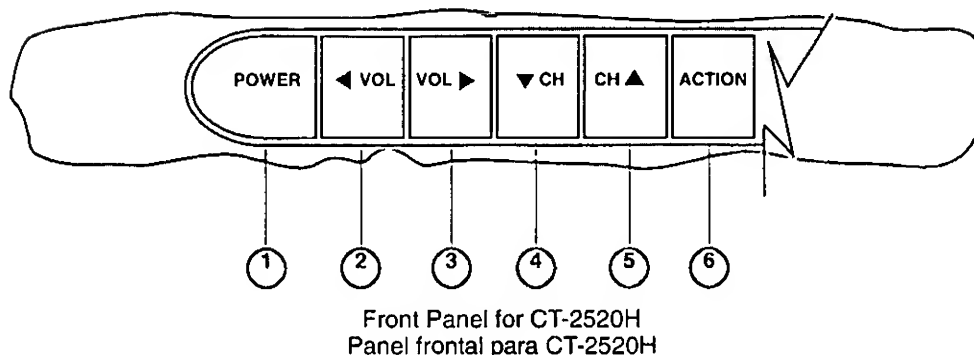 POWER ◀ VOL VOL ▶ ▼ CH CH ▲ ACTION
1 2 3 4 5 6
Front Panel for CT-2520H
Panel frontal para CT-2520H